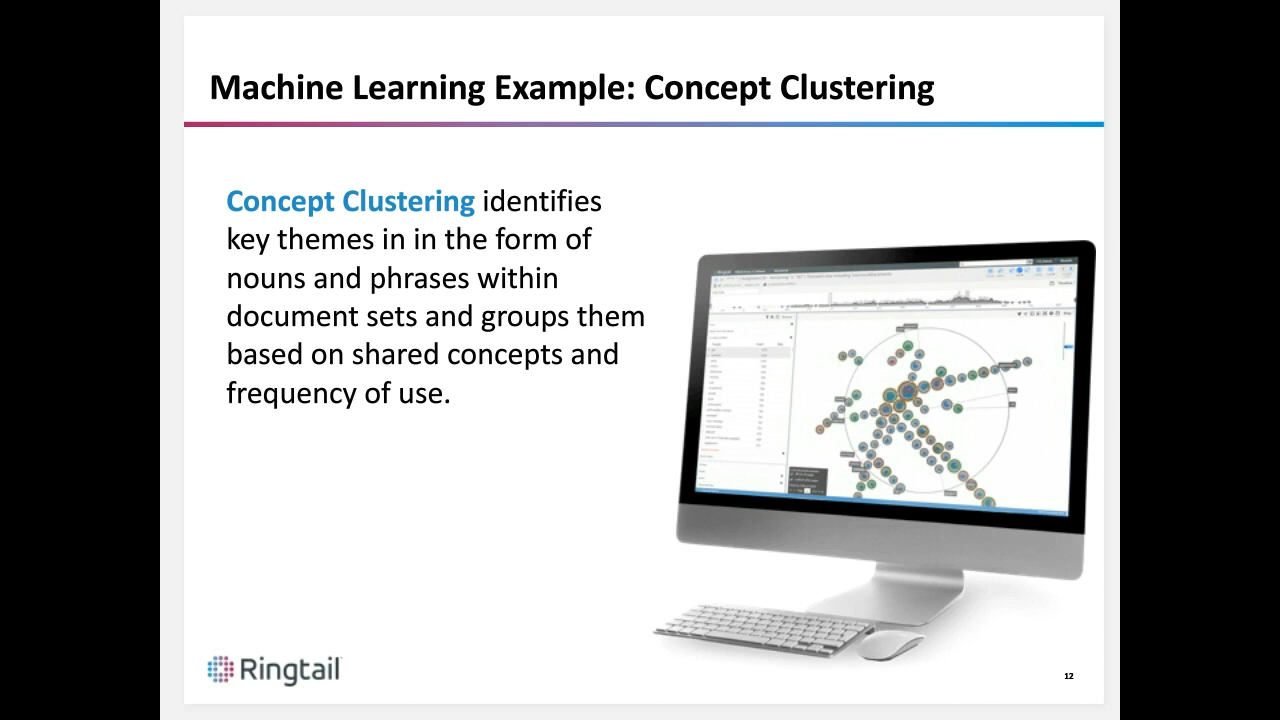 Machine Learning Example: Concept Clustering
Concept Clustering identifies
key themes in in the form of
nouns and phrases within
document sets and groups them
based on shared concepts and
frequency of use.
Ringtail
Ringtail
12